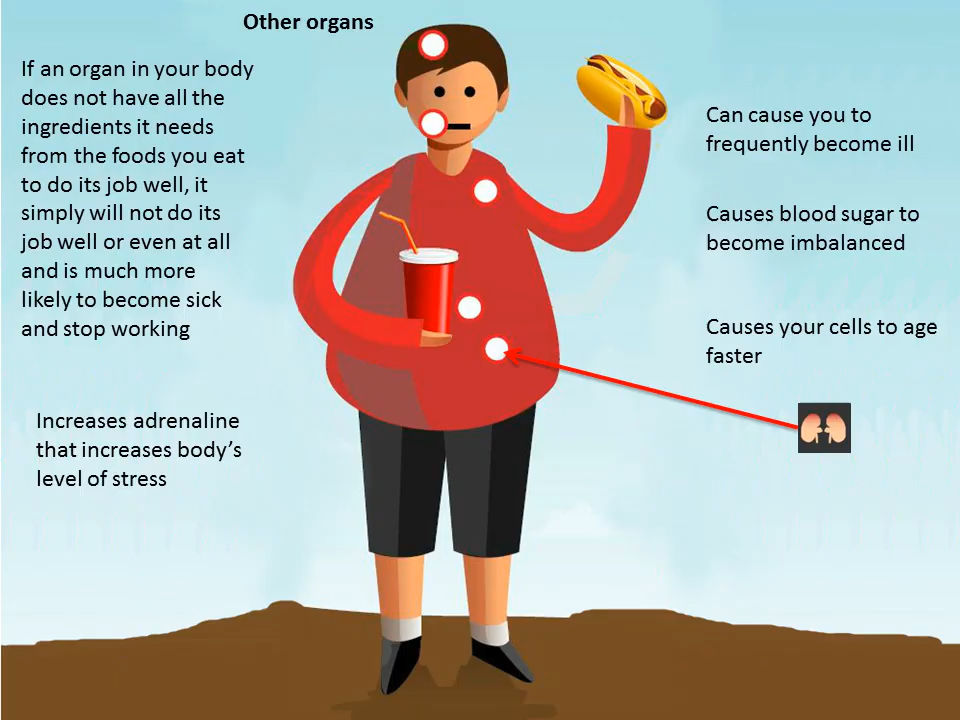 Other organs
If an organ in your body
does not have all the
ingredients it needs
from the foods you eat
to do its job well, it
simply will not do its
job well or even at all
and is much more
likely to become sick
and stop working
Increases adrenaline
that increases body’s
level of stress
Can cause you to
frequently become ill
Causes blood sugar to
become imbalanced
Causes your cells to age
faster